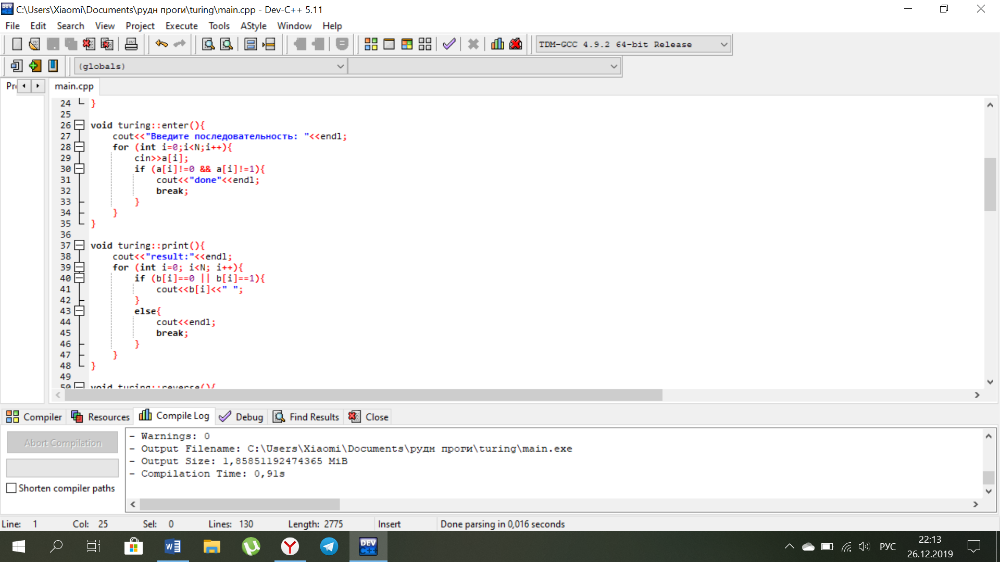 C:\Users\Xiaomi\Documents\рудн проги\turing\main.cpp - Dev-C++ 5.11
File Edit Search View Project Execute Tools AStyle Window Help
TDM-GCC 4.9.2 64-bit Release
(globals)
main.cpp
24 }
25
26 void turing::enter(){
27 cout<<"Введите последовательность: "<<endl;
28 for (int i=0;i<N;i++){
29 cin>>a[i];
30 if (a[i]!=0 && a[i]!=1){
31 cout<<"done"<<endl;
32 break;
33 }
34 }
35 }
36
37 void turing::print(){
38 cout<<"result:"<<endl;
39 for (int i=0; i<N; i++){
40 if (b[i]==0 || b[i]==1){
41 cout<<b[i]<<" ";
42 }
43 else{
44 cout<<endl;
45 break;
46 }
47 }
48 }
49
50 void turing::reverse(){
Compiler Resources Compile Log Debug Find Results Close
Abort Compilation
Shorten compiler paths
- Warnings: 0
- Output Filename: C:\Users\Xiaomi\Documents\рудн проги\turing\main.exe
- Output Size: 1,85851192474365 MiB
- Compilation Time: 0,91s
Line: 1 Col: 25 Sel: 0 Lines: 130 Length: 2775 Insert Done parsing in 0,016 seconds
DEV C++
РУС
22:13
26.12.2019